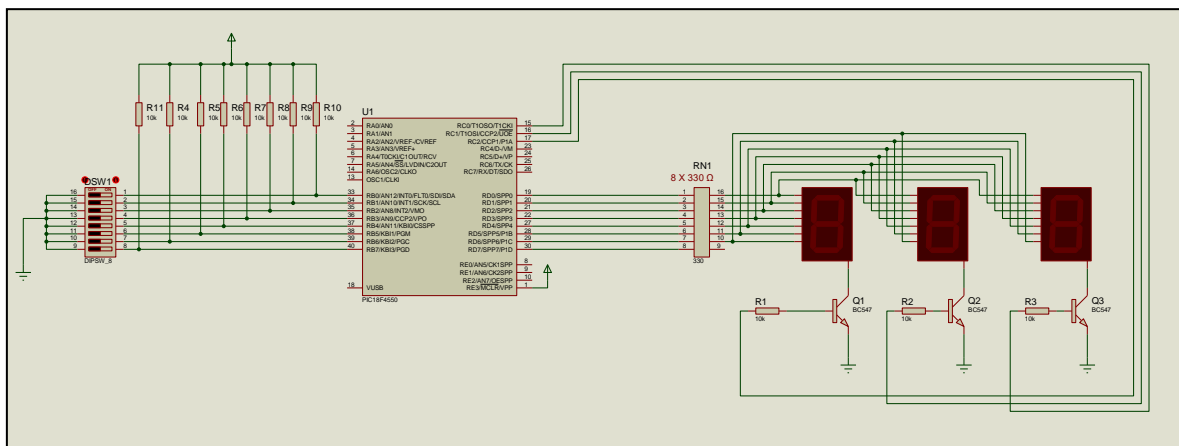 R11
10k
R4
10k
R5
10k
R6
10k
R7
10k
R8
10k
R9
10k
R10
10k
U1
2 RA0/AN0
3 RA1/AN1
4 RA2/AN2/VREF-/CVREF
5 RA3/AN3/VREF+
6 RA4/T0CKI/C1OUT/RCV
7 RA5/AN4/SS/LVDIN/C2OUT
14 RA6/OSC2/CLKO
13 OSC1/CLKI
33 RB0/AN12/INT0/FLT0/SDI/SDA
34 RB1/AN10/INT1/SCK/SCL
35 RB2/AN8/INT2/VMO
36 RB3/AN9/CCP2/VPO
37 RB4/AN11/KBI0/CSSPP
38 RB5/KBI1/PGM
39 RB6/KBI2/PGC
40 RB7/KBI3/PGD
18 VUSB
PIC18F4550
RC0/T1OSO/T1CKI 15
RC1/T1OSI/CCP2/UOE 16
RC2/CCP1/P1A 17
RC4/D-/VM 23
RC5/D+/VP 24
RC6/TX/CK 25
RC7/RX/DT/SDO 26
RD0/SPP0 19
RD1/SPP1 20
RD2/SPP2 21
RD3/SPP3 22
RD4/SPP4 27
RD5/SPP5/P1B 28
RD6/SPP6/P1C 29
RD7/SPP7/P1D 30
RE0/AN5/CK1SPP 8
RE1/AN6/CK2SPP 9
RE2/AN7/OESPP 10
RE3/MCLR/VPP 1
DSW1
OFF ON
16 1
15 2
14 3
13 4
12 5
11 6
10 7
9 8
DIPSW_8
RN1
8 X 330 Ω
1 16
2 15
3 14
4 13
5 12
6 11
7 10
8 9
330
R1
10k
Q1
BC547
R2
10k
Q2
BC547
R3
10k
Q3
BC547